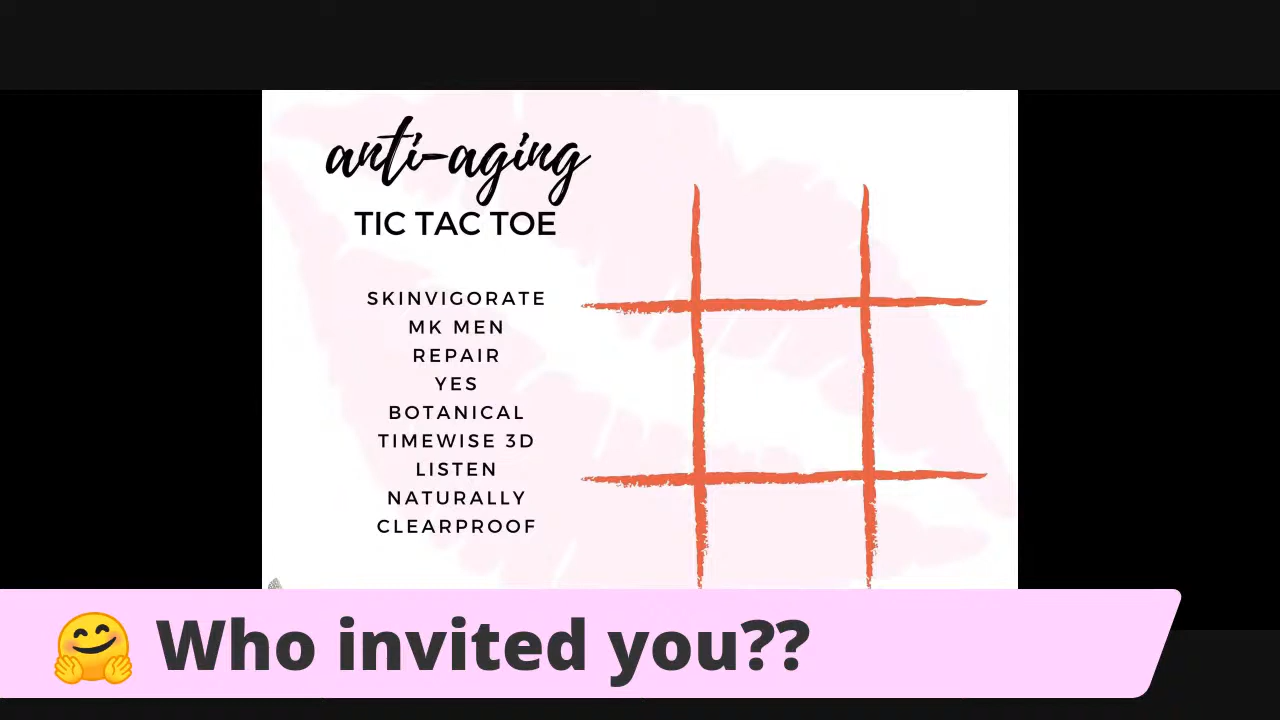 anti-aging
TIC TAC TOE
SKINVIGORATE
MK MEN
REPAIR
YES
BOTANICAL
TIMEWISE 3D
LISTEN
NATURALLY
CLEARPROOF
🤗 Who invited you??